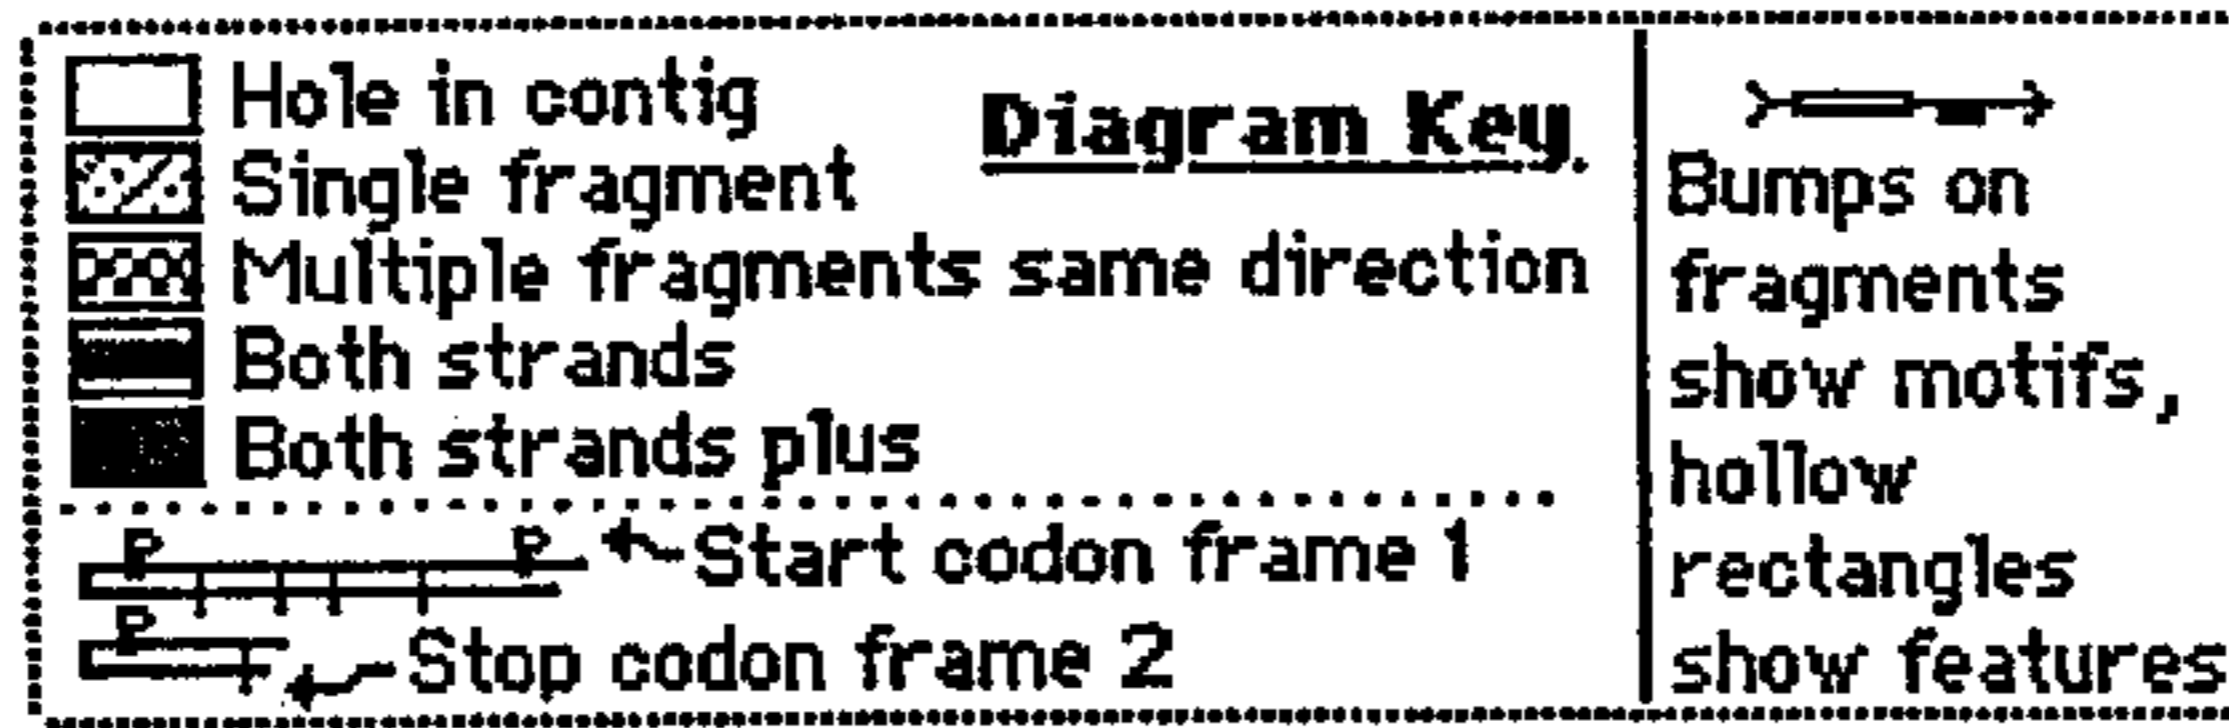 Hole in contig
Diagram Key.
Single fragment
Multiple fragments same direction
Both strands
Both strands plus
Start codon frame 1
Stop codon frame 2
Bumps on
fragments
show motifs,
hollow
rectangles
show features